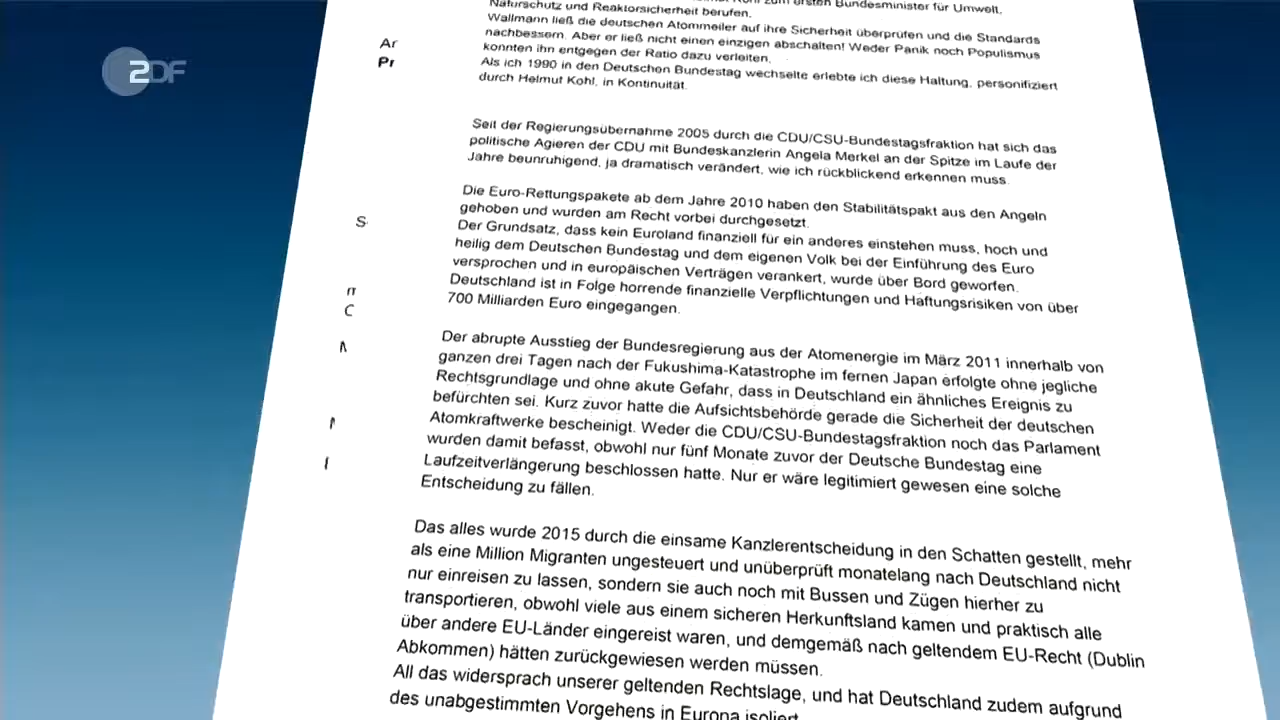 ZDF
Naturschutz und Reaktorsicherheit berufen.
Wallmann ließ die deutschen Atommeiler auf ihre Sicherheit überprüfen und die Standards
nachbessern. Aber er ließ nicht einen einzigen abschalten! Weder Panik noch Populismus
konnten ihn entgegen der Ratio dazu verleiten.
Als ich 1990 in den Deutschen Bundestag wechselte erlebte ich diese Haltung, personifiziert
durch Helmut Kohl, in Kontinuität.
Ar
Pr
Seit der Regierungsübernahme 2005 durch die CDU/CSU-Bundestagsfraktion hat sich das
politische Agieren der CDU mit Bundeskanzlerin Angela Merkel an der Spitze im Laufe der
Jahre beunruhigend, ja dramatisch verändert, wie ich rückblickend erkennen muss.
Die Euro-Rettungspakete ab dem Jahre 2010 haben den Stabilitätspakt aus den Angeln
gehoben und wurden am Recht vorbei durchgesetzt.
Der Grundsatz, dass kein Euroland finanziell für ein anderes einstehen muss, hoch und
heilig dem Deutschen Bundestag und dem eigenen Volk bei der Einführung des Euro
versprochen und in europäischen Verträgen verankert, wurde über Bord geworfen.
Deutschland ist in Folge horrende finanzielle Verpflichtungen und Haftungsrisiken von über
700 Milliarden Euro eingegangen.
Der abrupte Ausstieg der Bundesregierung aus der Atomenergie im März 2011 innerhalb von
ganzen drei Tagen nach der Fukushima-Katastrophe im fernen Japan erfolgte ohne jegliche
Rechtsgrundlage und ohne akute Gefahr, dass in Deutschland ein ähnliches Ereignis zu
befürchten sei. Kurz zuvor hatte die Aufsichtsbehörde gerade die Sicherheit der deutschen
Atomkraftwerke bescheinigt. Weder die CDU/CSU-Bundestagsfraktion noch das Parlament
wurden damit befasst, obwohl nur fünf Monate zuvor der Deutsche Bundestag eine
Laufzeitverlängerung beschlossen hatte. Nur er wäre legitimiert gewesen eine solche
Entscheidung zu fällen.
Das alles wurde 2015 durch die einsame Kanzlerentscheidung in den Schatten gestellt, mehr
als eine Million Migranten ungesteuert und unüberprüft monatelang nach Deutschland nicht
nur einreisen zu lassen, sondern sie auch noch mit Bussen und Zügen hierher zu
transportieren, obwohl viele aus einem sicheren Herkunftsland kamen und praktisch alle
über andere EU-Länder eingereist waren, und demgemäß nach geltendem EU-Recht (Dublin
Abkommen) hätten zurückgewiesen werden müssen.
All das widersprach unserer geltenden Rechtslage, und hat Deutschland zudem aufgrund
des unabgestimmten Vorgehens in Europa isoliert